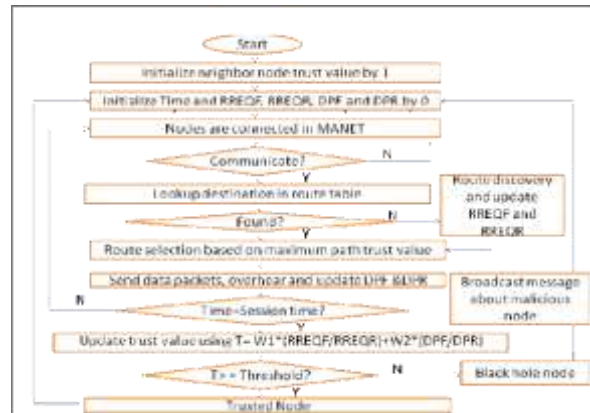 Start
Initialize neighbor node trust value by 1
Initialize Time and RREQF, RREQR, DPF and DPR by 0
Nodes are connected in MANET
Communicate?
N
Y
Lookup destination in route table
Route discovery
and update
RREQF and
RREQR
Found?
N
Y
Route selection based on maximum path trust value
Send data packets, overhear and update DPF &DPR
Broadcast message
about malicious
node
N
Time=Session time?
Y
Update trust value using T= W1*(RREQF/RREQR)+W2*(DPF/DPR)
T>= Threshold?
N
Black hole node
Y
Trusted Node